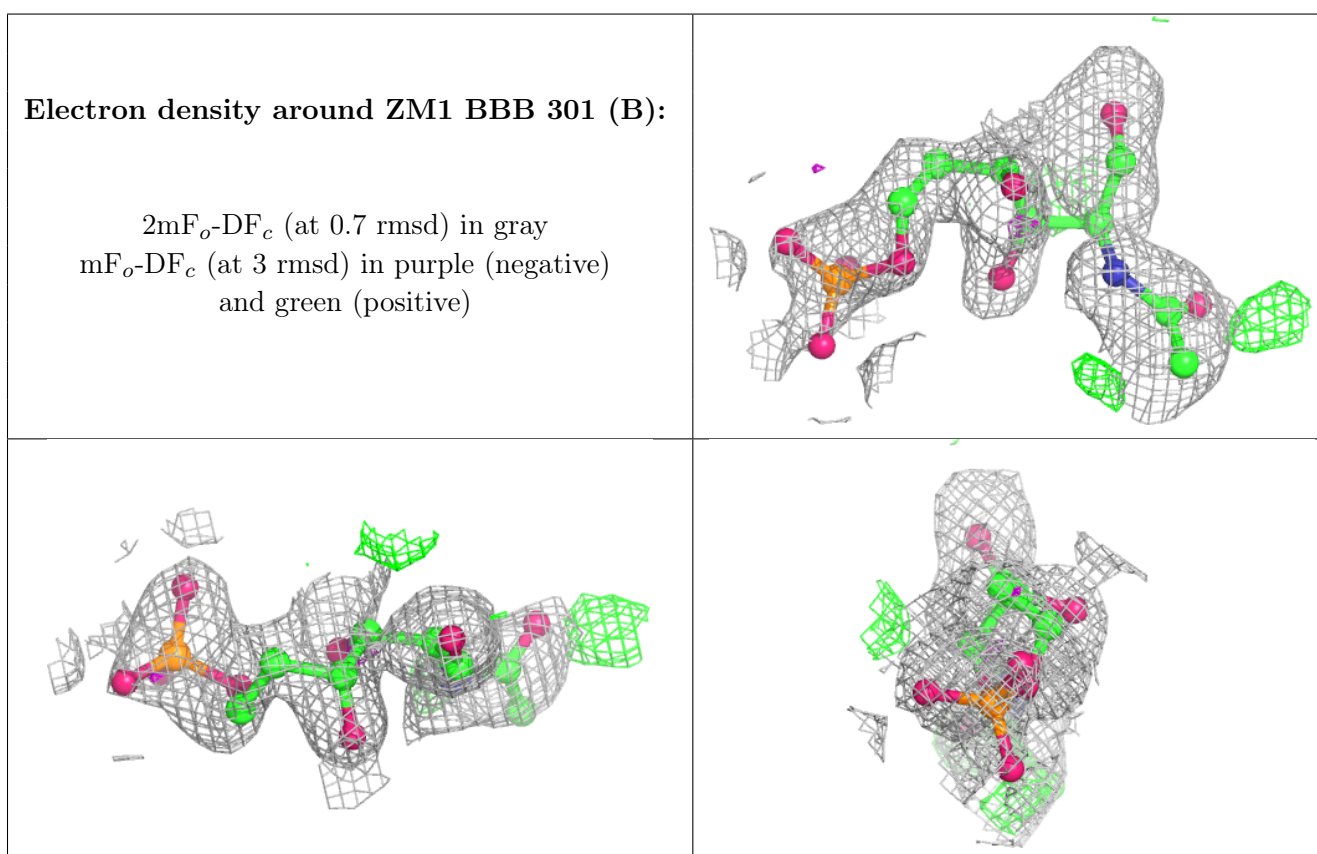 Electron density around ZM1 BBB 301 (B):
2mFo-DFc (at 0.7 rmsd) in gray
mFo-DFc (at 3 rmsd) in purple (negative)
and green (positive)